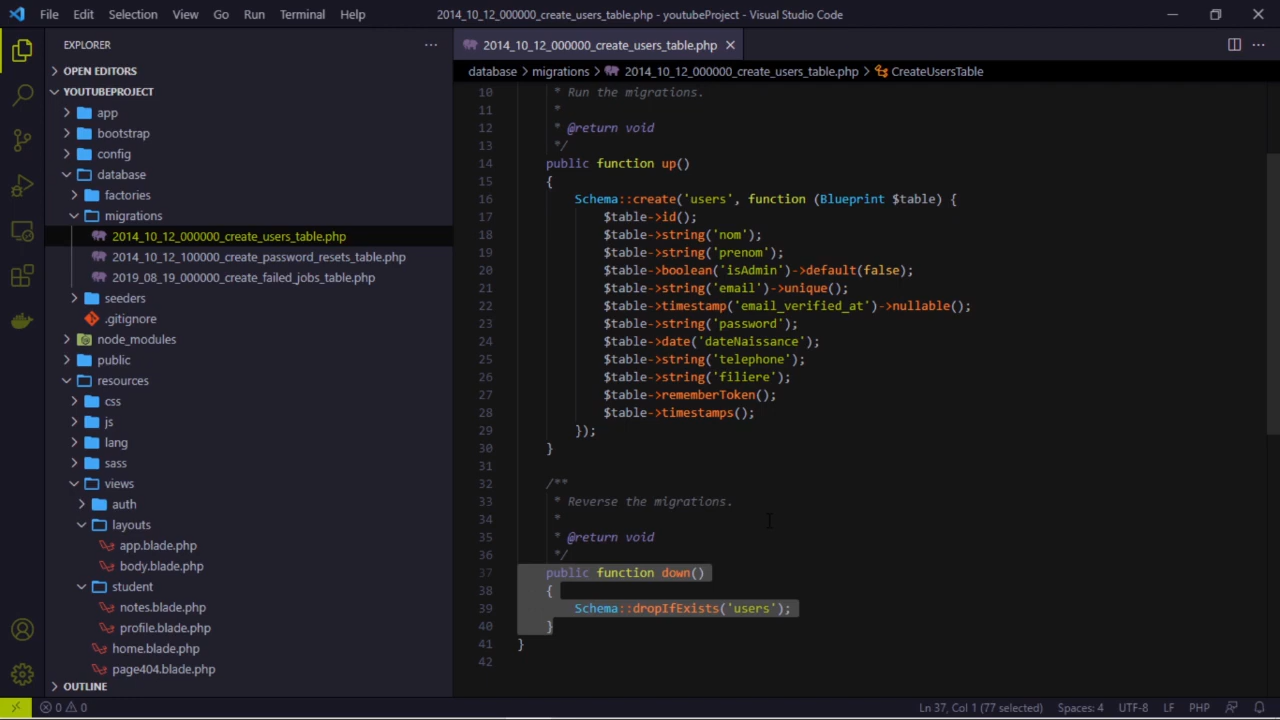 File Edit Selection View Go Run Terminal Help 2014_10_12_000000_create_users_table.php - youtubeProject - Visual Studio Code
EXPLORER
OPEN EDITORS
YOUTUBEPROJECT
app
bootstrap
config
database
factories
migrations
2014_10_12_000000_create_users_table.php
2014_10_12_100000_create_password_resets_table.php
2019_08_19_000000_create_failed_jobs_table.php
seeders
.gitignore
node_modules
public
resources
css
js
lang
sass
views
auth
layouts
app.blade.php
body.blade.php
student
notes.blade.php
profile.blade.php
home.blade.php
page404.blade.php
OUTLINE
2014_10_12_000000_create_users_table.php
database > migrations > 2014_10_12_000000_create_users_table.php > CreateUsersTable
10 * Run the migrations.
11 *
12 * @return void
13 */
14 public function up()
15 {
16 Schema::create('users', function (Blueprint $table) {
17 $table->id();
18 $table->string('nom');
19 $table->string('prenom');
20 $table->boolean('isAdmin')->default(false);
21 $table->string('email')->unique();
22 $table->timestamp('email_verified_at')->nullable();
23 $table->string('password');
24 $table->date('dateNaissance');
25 $table->string('telephone');
26 $table->string('filiere');
27 $table->rememberToken();
28 $table->timestamps();
29 });
30 }
31
32 /**
33 * Reverse the migrations.
34 *
35 * @return void
36 */
37 public function down()
38 {
39 Schema::dropIfExists('users');
40 }
41 }
42
0 0 Ln 37, Col 1 (77 selected) Spaces: 4 UTF-8 LF PHP